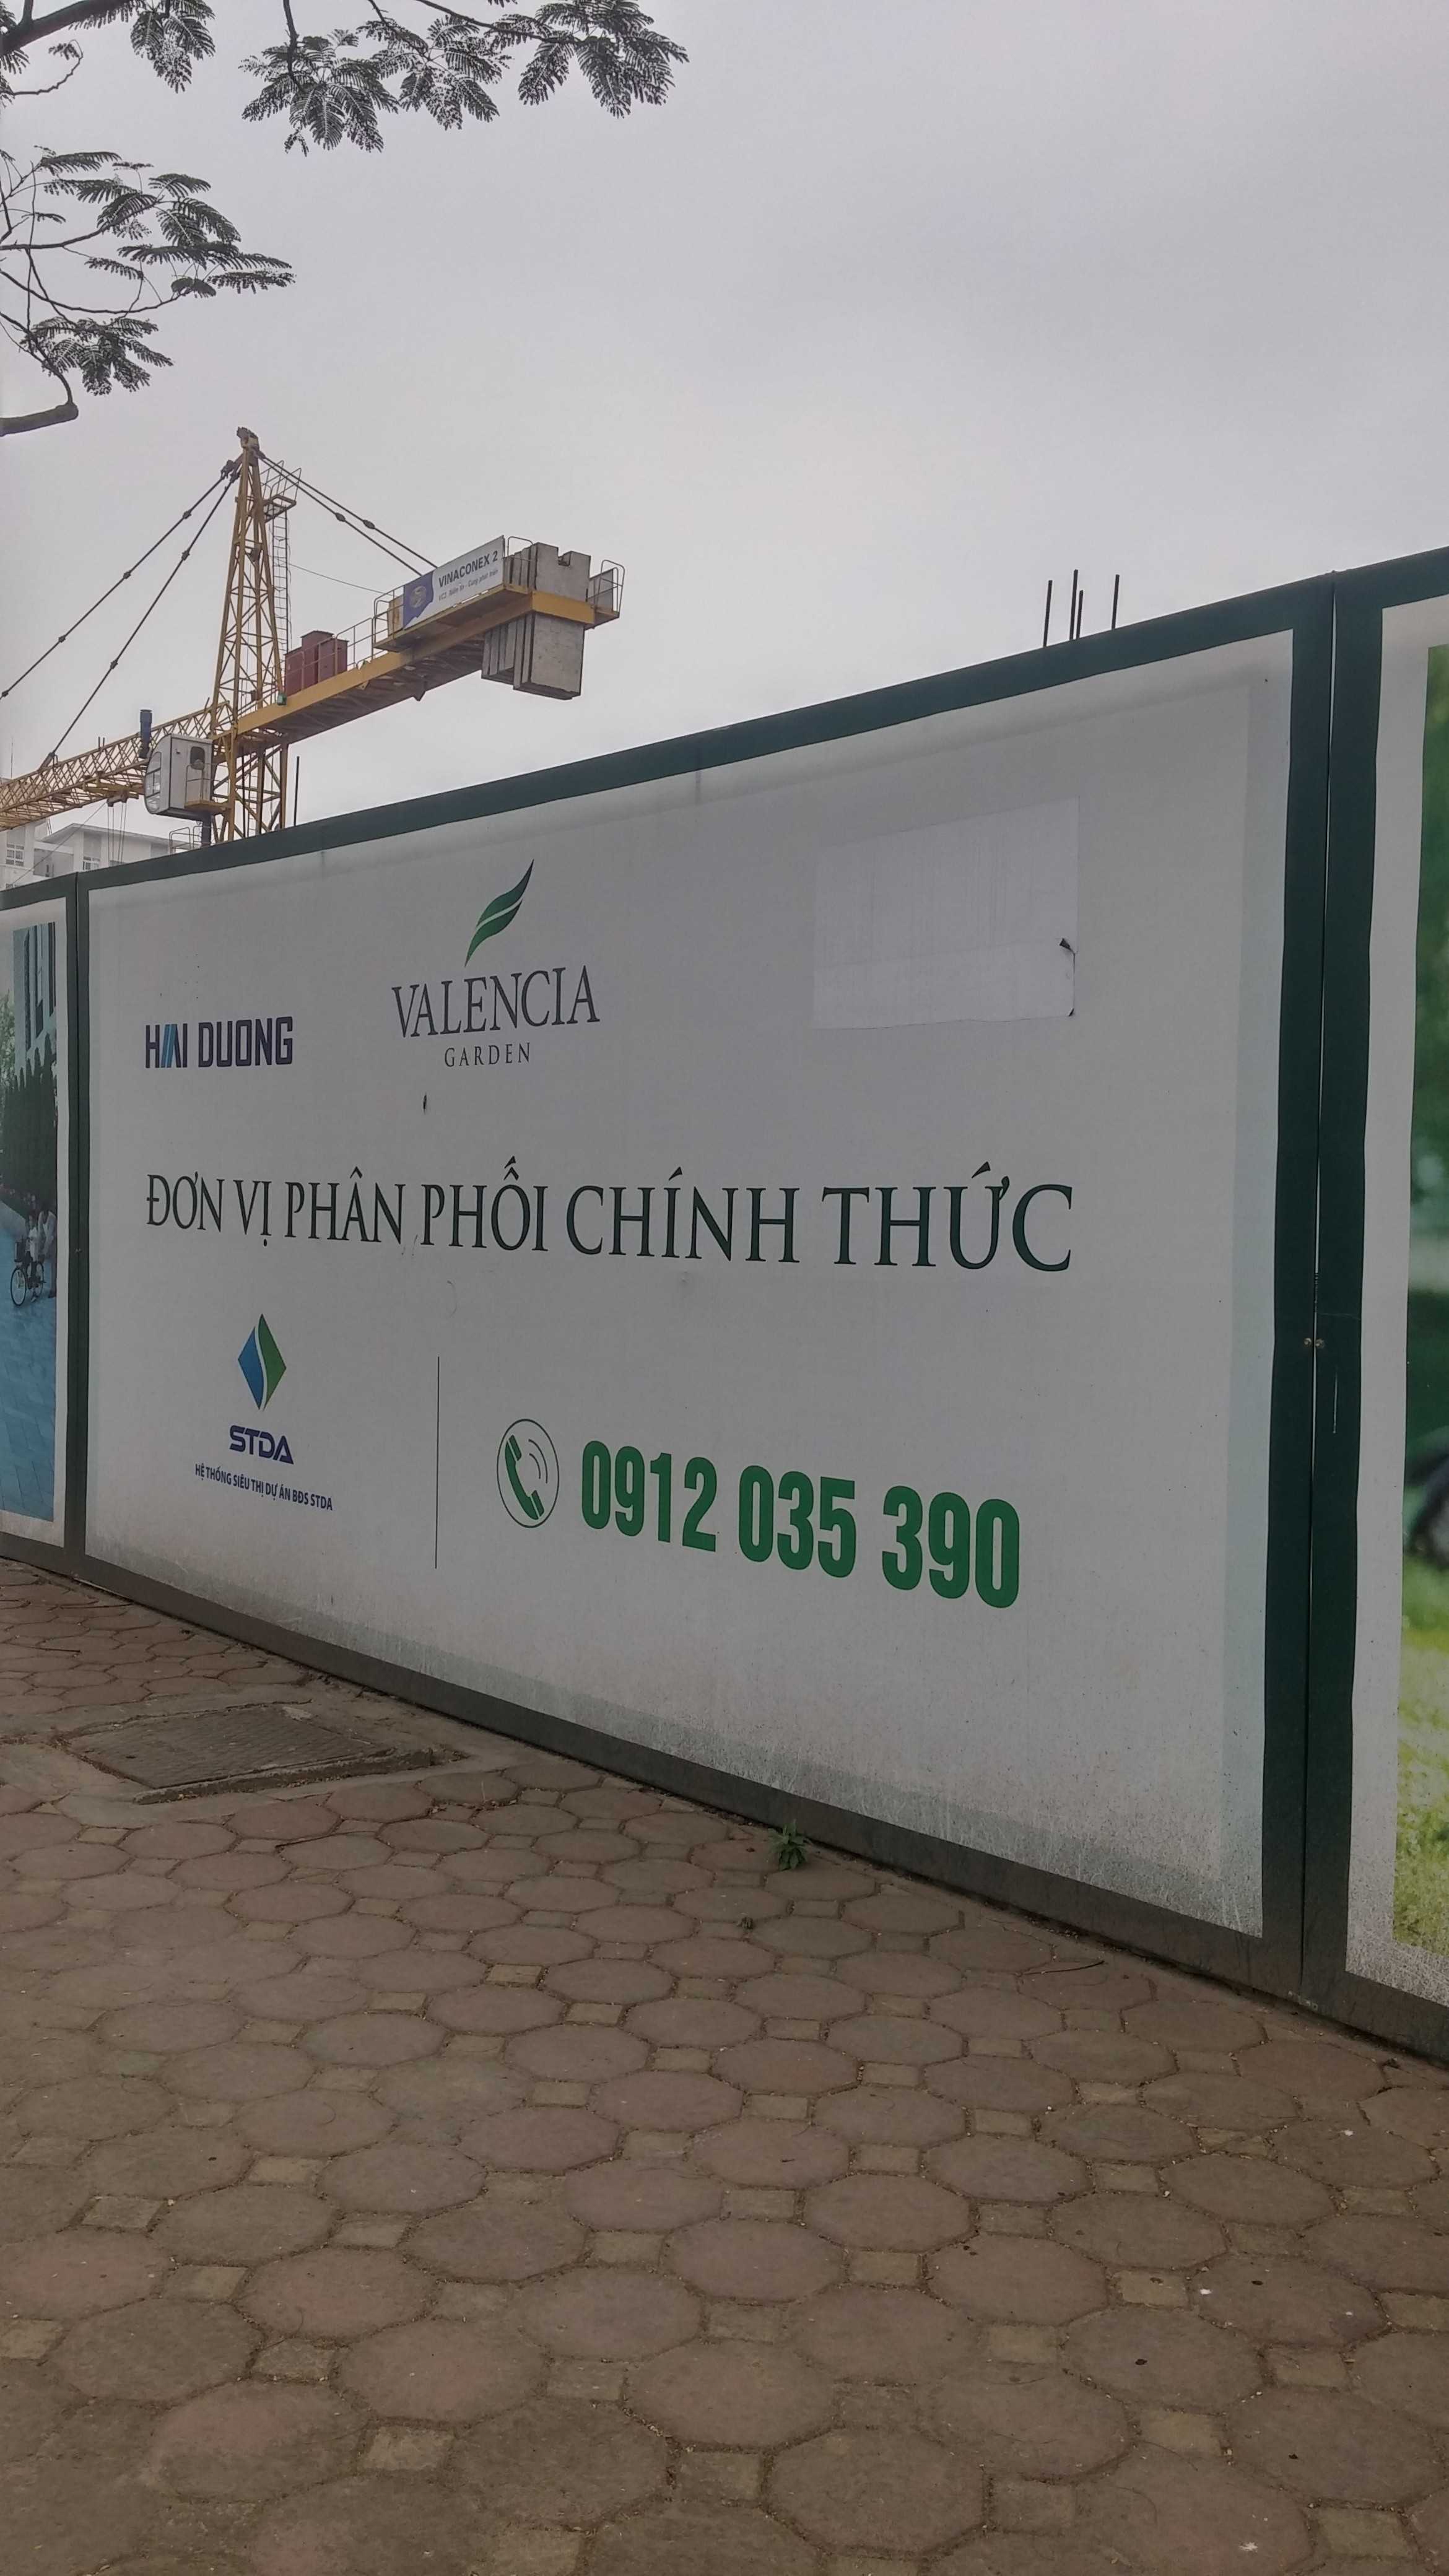 VINACONEX 2
VALENCIA
GARDEN
HAI DUONG
ĐƠN VỊ PHÂN PHỐI CHÍNH THỨC
STDA
HỆ THỐNG SIÊU THỊ DỰ ÁN BĐS STDA
0912 035 390